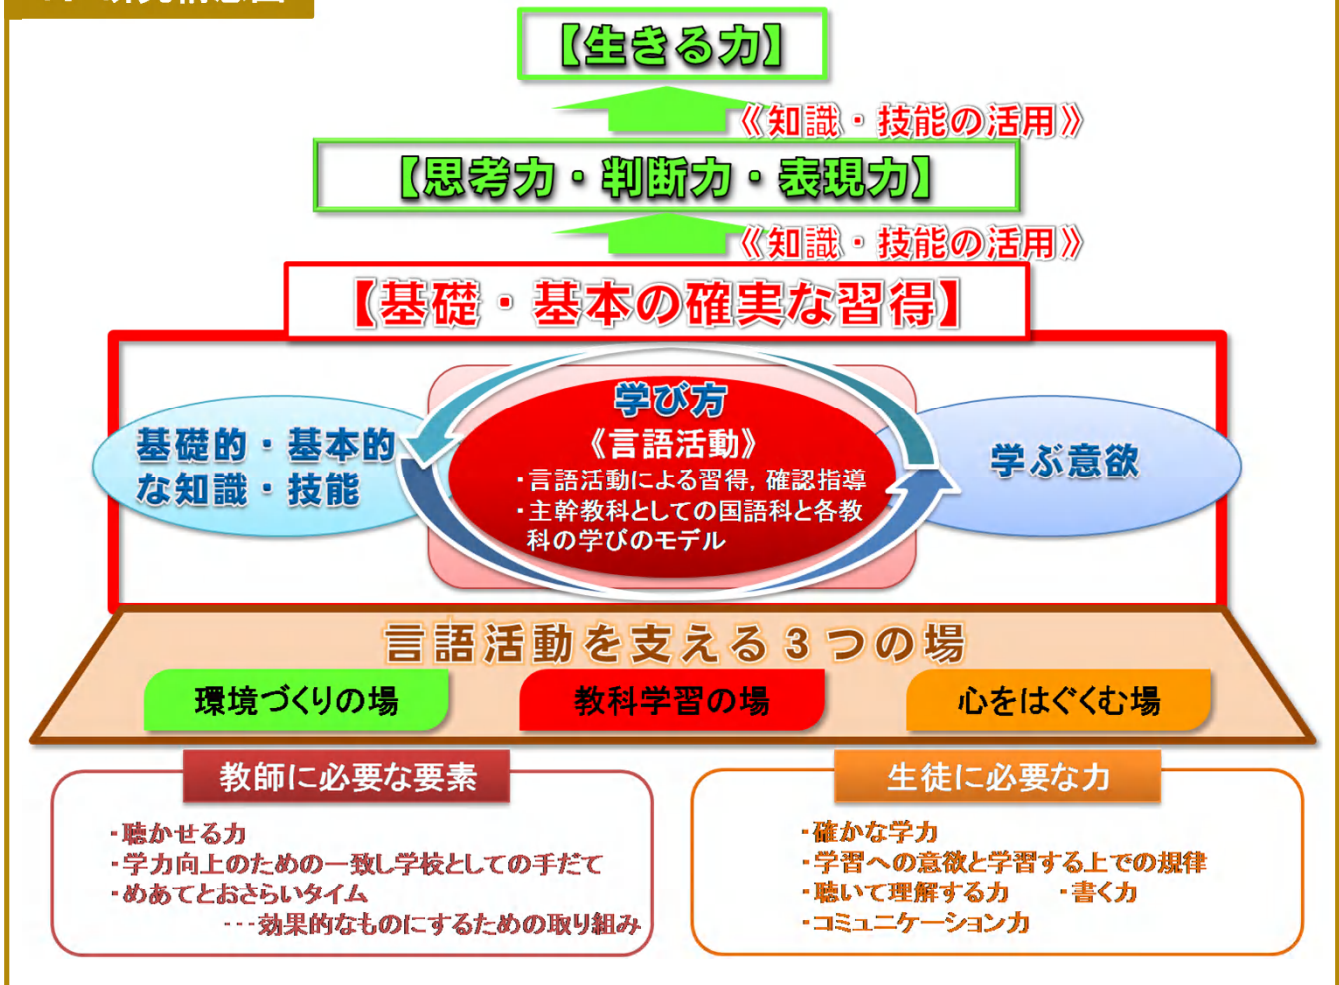 研究構想図
【生きる力】
《知識・技能の活用》
【思考力・判断力・表現力】
《知識・技能の活用》
【基礎・基本の確実な習得】
基礎的・基本的
な知識・技能
学び方
《言語活動》
・言語活動による習得，確認指導
・主幹教科としての国語科と各教
科の学びのモデル
学ぶ意欲
言語活動を支える３つの場
環境づくりの場
教科学習の場
心をはぐくむ場
教師に必要な要素
・聴かせる力
・学力向上のための一致し学校としての手だて
・めあてとおさらいタイム
---効果的なものにするための取り組み
生徒に必要な力
・確かな学力
・学習への意欲と学習する上での規律
・聴いて理解する力　・書く力
・コミュニケーション力